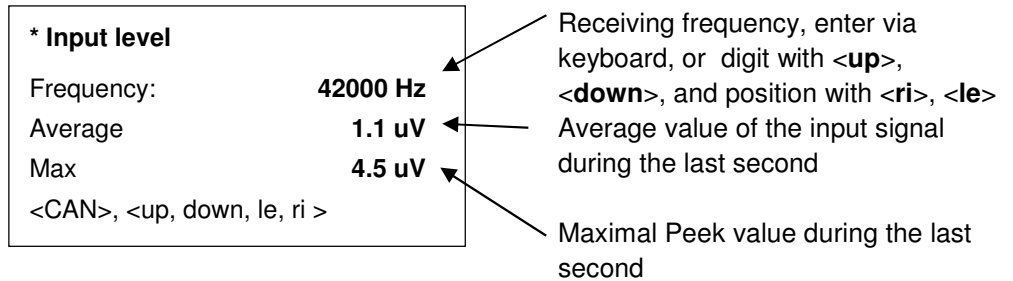 * Input level
Frequency: 42000 Hz
Average 1.1 uV
Max 4.5 uV
<CAN>, <up, down, le, ri >
Receiving frequency, enter via
keyboard, or digit with <up>,
<down>, and position with <ri>, <le>
Average value of the input signal
during the last second
Maximal Peek value during the last
second